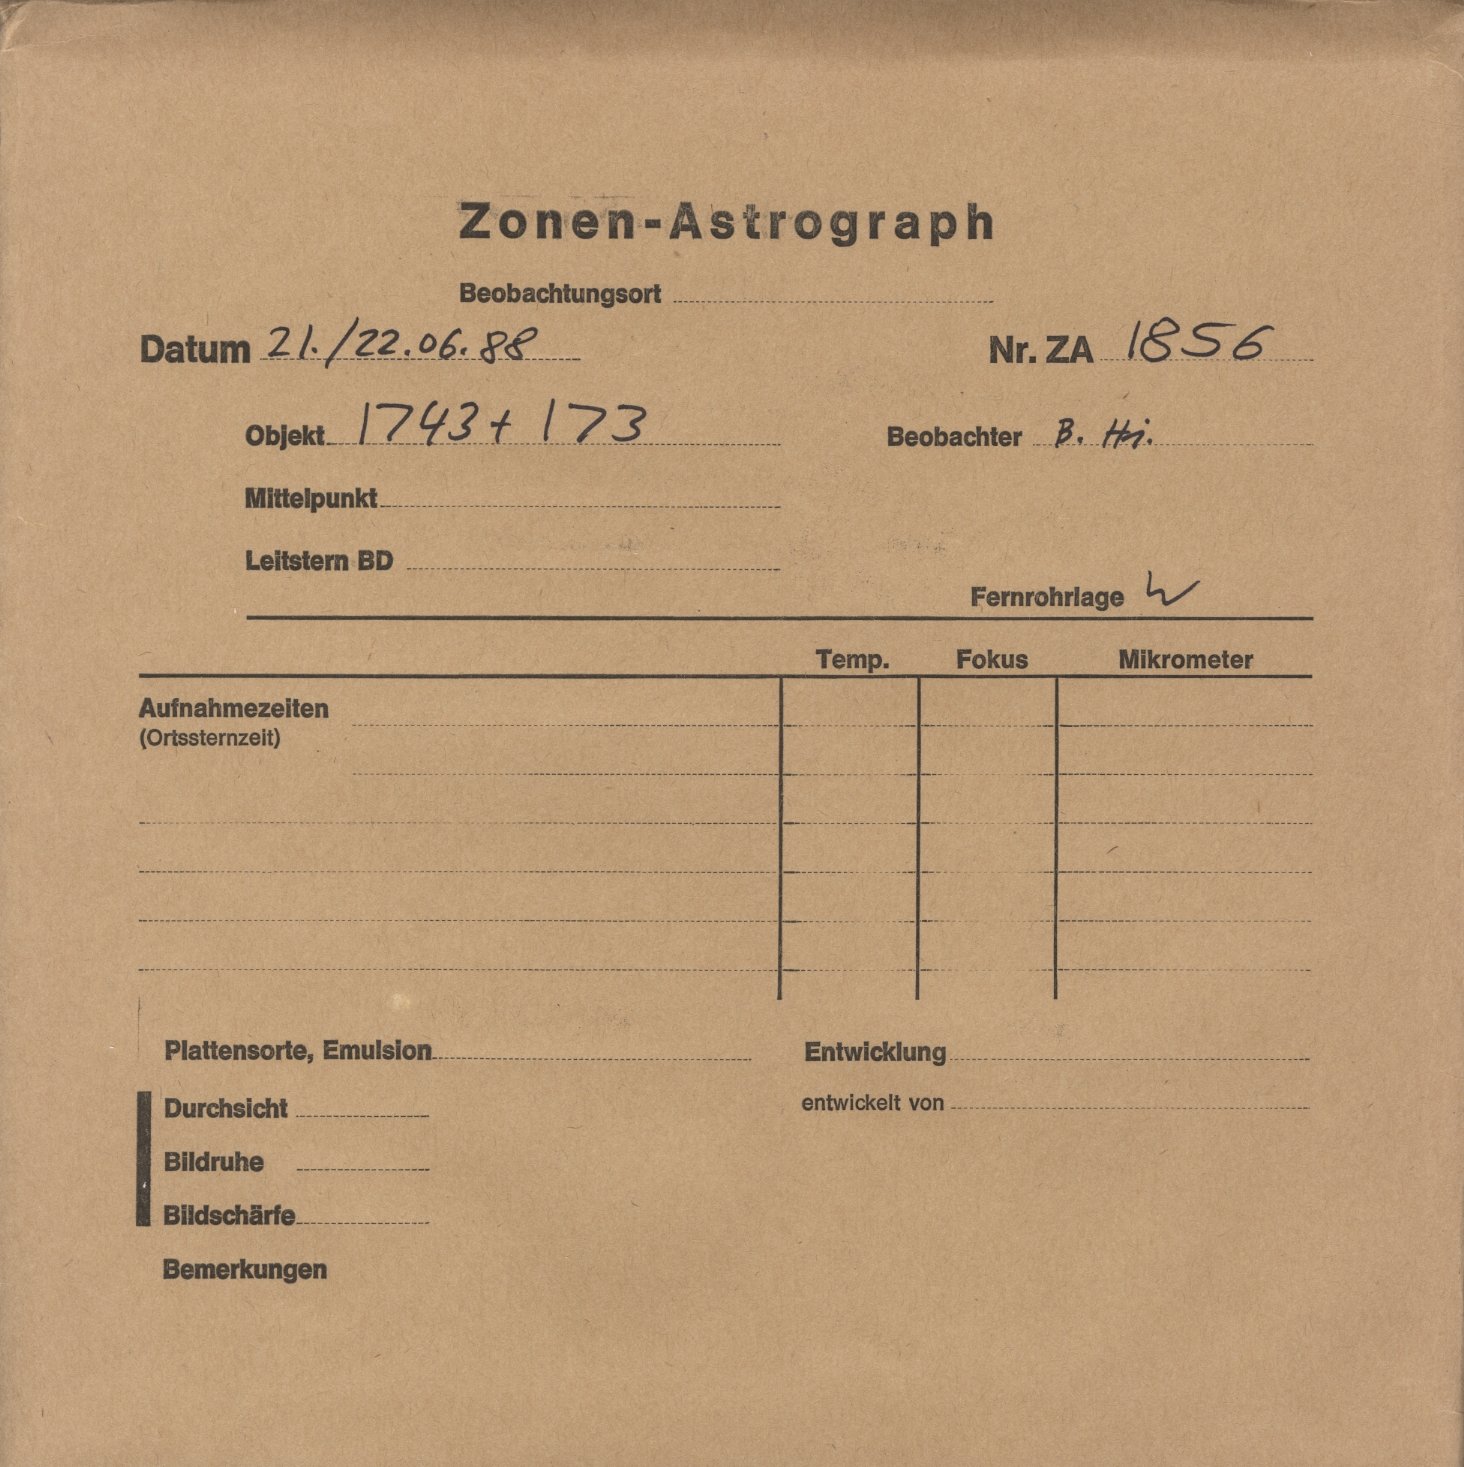 Zonen-Astrograph
Beobachtungsort
Datum 21./22.06.88 Nr. ZA 1856
Objekt 1743+173 Beobachter B.
Mittelpunkt
Leitstern BD
Fernrohrlage W
Temp. Fokus Mikrometer
Aufnahmezeiten
(Ortssternzeit)
Plattensorte, Emulsion Entwicklung
Durchsicht entwickelt von
Bildruhe
Bildschärfe
Bemerkungen